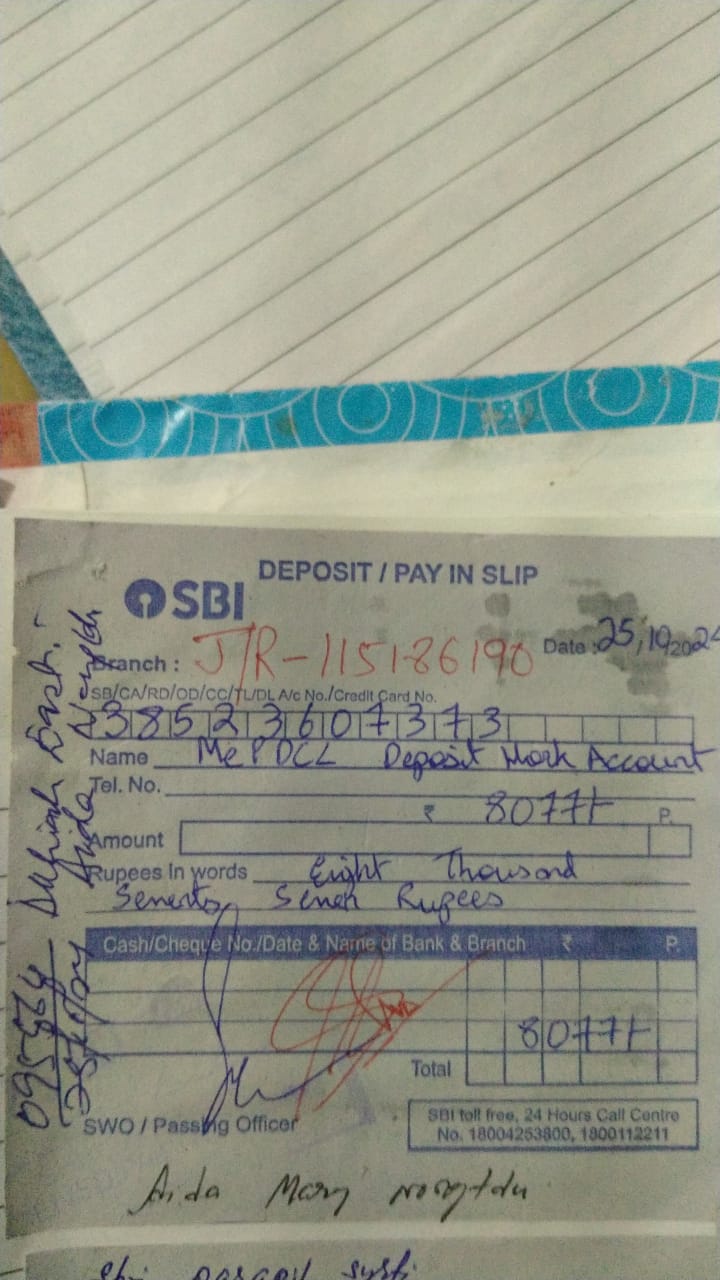 DEPOSIT / PAY IN SLIP
SBI
Branch : J/R-115186190 Date : 25,10,2024
SB/CA/RD/OD/CC/TL/DL A/c No./Credit Card No.
38523607373
Name MePDCL Deposit Work Account
Tel. No.
₹ 8077/- P.
Amount
Rupees In words Eight Thousand
Seventy Seven Rupees
Cash/Cheque No./Date & Name of Bank & Branch ₹ P.
8077/-
Total
SWO / Passing Officer
SBI toll free, 24 Hours Call Centre
No. 18004253800, 1800112211
Aida Mary
Aida